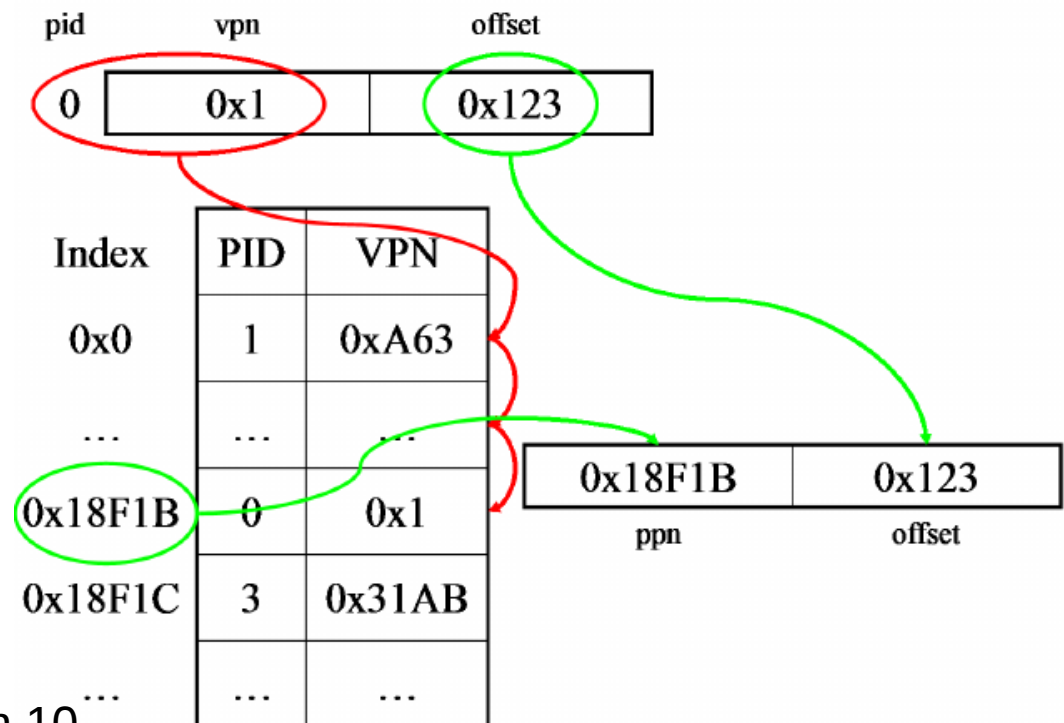 pid vpn offset
0 0x1 0x123
Index PID VPN
0x0 1 0xA63
... ... ...
0x18F1B 0x123
0x18F1B 0 0x1
ppn offset
0x18F1C 3 0x31AB
... ... ...
10